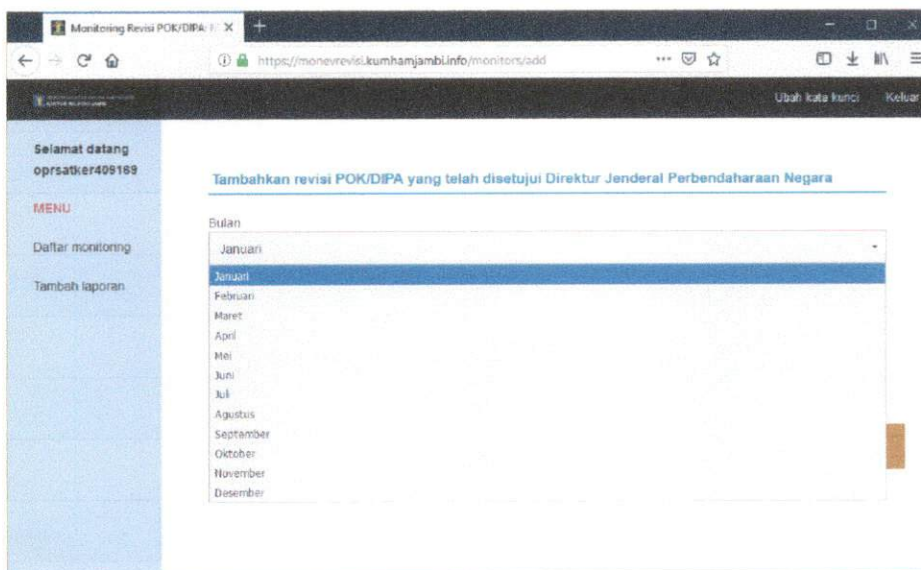 Monitoring Revisi POK/DIPA
https://monevrevisi.kumhamjambi.info/monitors/add
Ubah kata kunci Keluar
Selamat datang
oprsatker409169
MENU
Daftar monitoring
Tambah laporan
Tambahkan revisi POK/DIPA yang telah disetujui Direktur Jenderal Perbendaharaan Negara
Bulan
Januari
Januari
Februari
Maret
April
Mei
Juni
Juli
Agustus
September
Oktober
November
Desember